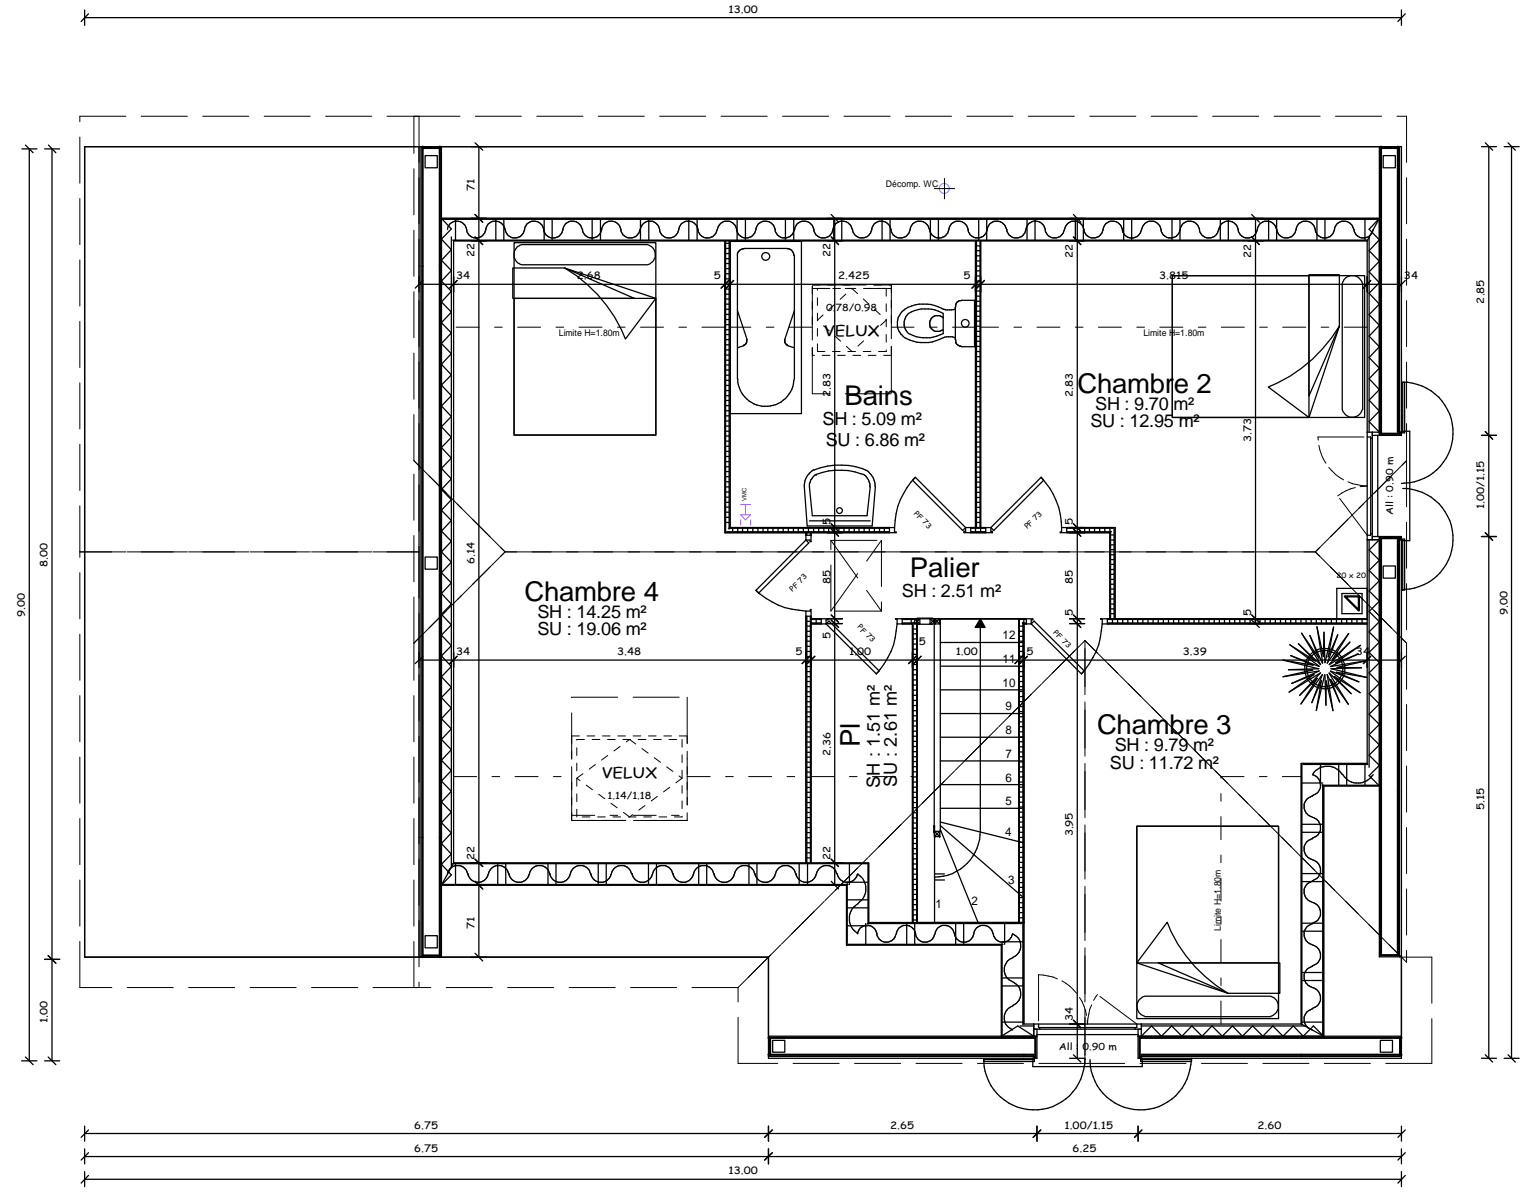 13.00
71
Décomp. WC
22
22
22
22
34
2.68
5
2.425
5
3.815
34
0.78/0.98
VELUX
Limite H=1.80m
Limite H=1.80m
2.85
2.83
2.83
3.73
Bains
SH : 5.09 m²
SU : 6.86 m²
Chambre 2
SH : 9.70 m²
SU : 12.95 m²
All : 0.90 m
1.00/1.15
VMC
PF 73
PF 73
5
5
8.00
9.00
6.14
PF 73
85
85
Palier
SH : 2.51 m²
20 x 20
9.00
Chambre 4
SH : 14.25 m²
SU : 19.06 m²
5
5
5
PF 73
5
PF 73
34
3.48
5
1.00
1.00
5
3.39
34
12
11
10
9
8
7
6
5
4
3
2
1
Pl
SH : 1.51 m²
SU : 2.61 m²
2.36
Chambre 3
SH : 9.79 m²
SU : 11.72 m²
VELUX
1.14/1.18
3.95
5.15
22
22
71
Limite H=1.80m
1.00
34
All : 0.90 m
6.75
2.65
1.00/1.15
2.60
6.75
6.25
13.00